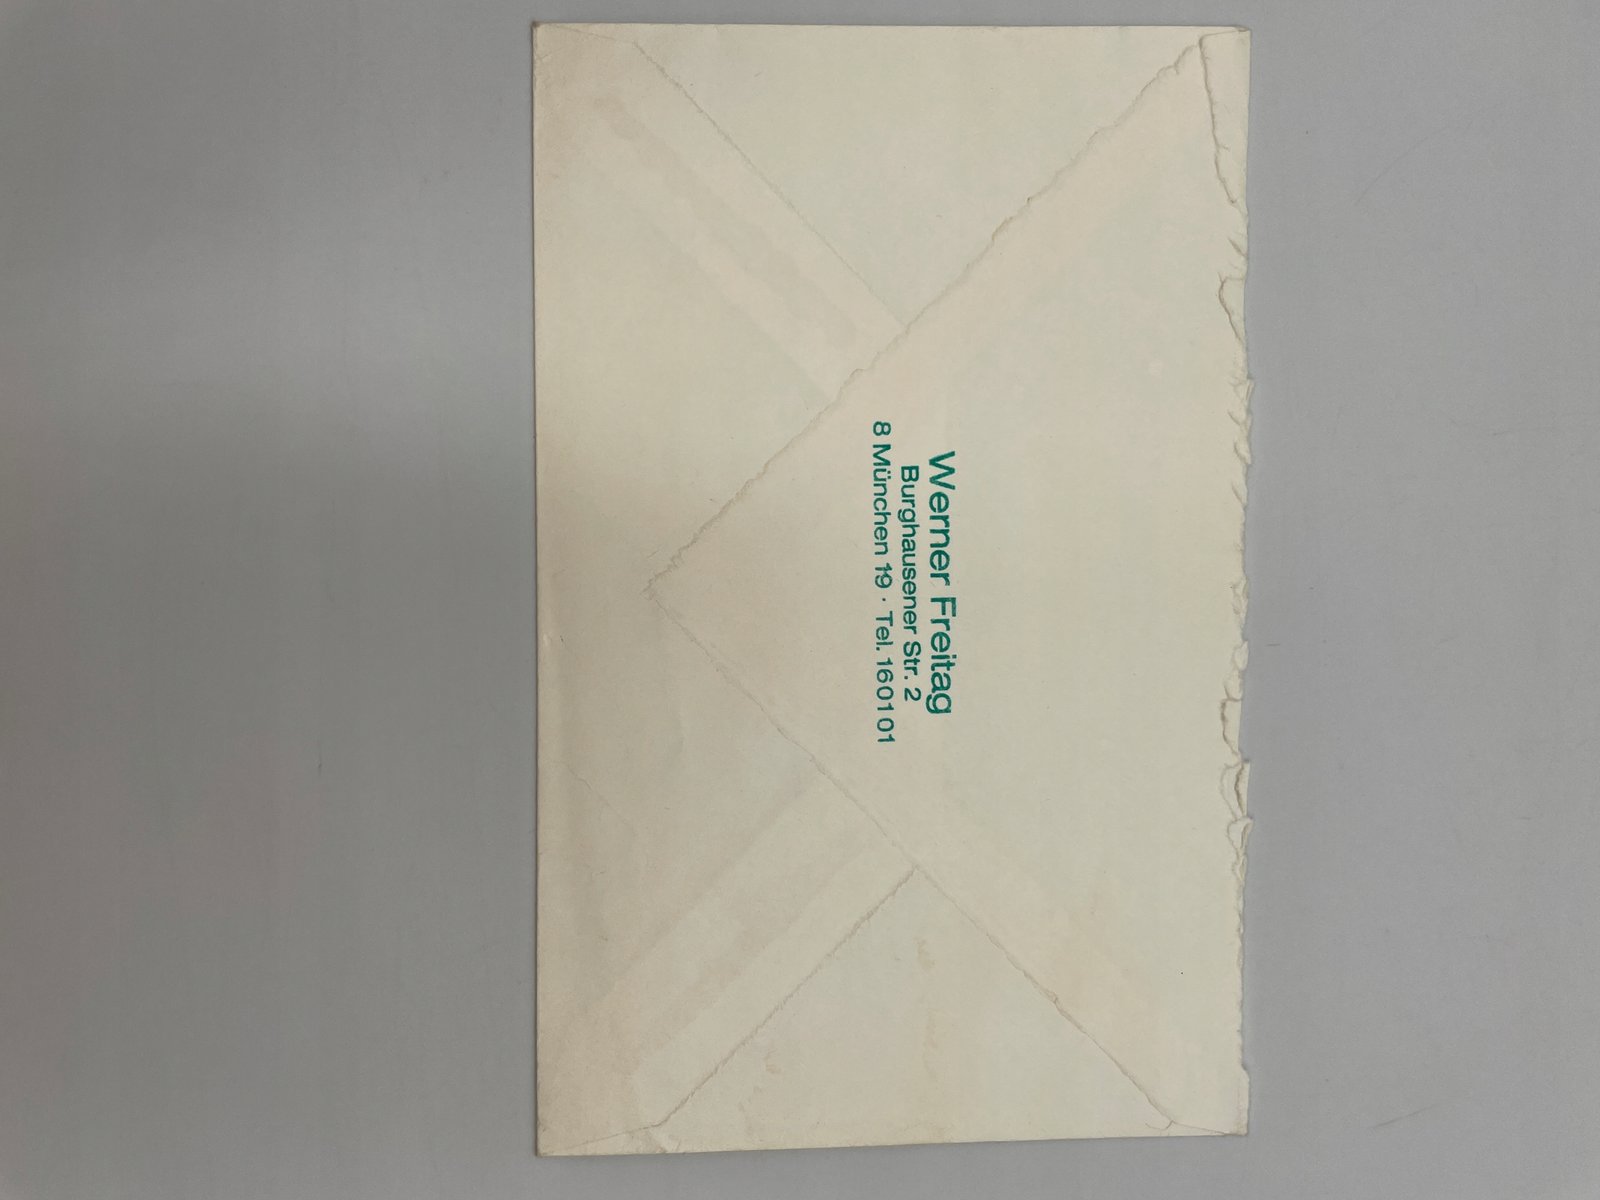 Werner Freitag
Burghausener Str. 2
8 München 19 · Tel. 160101